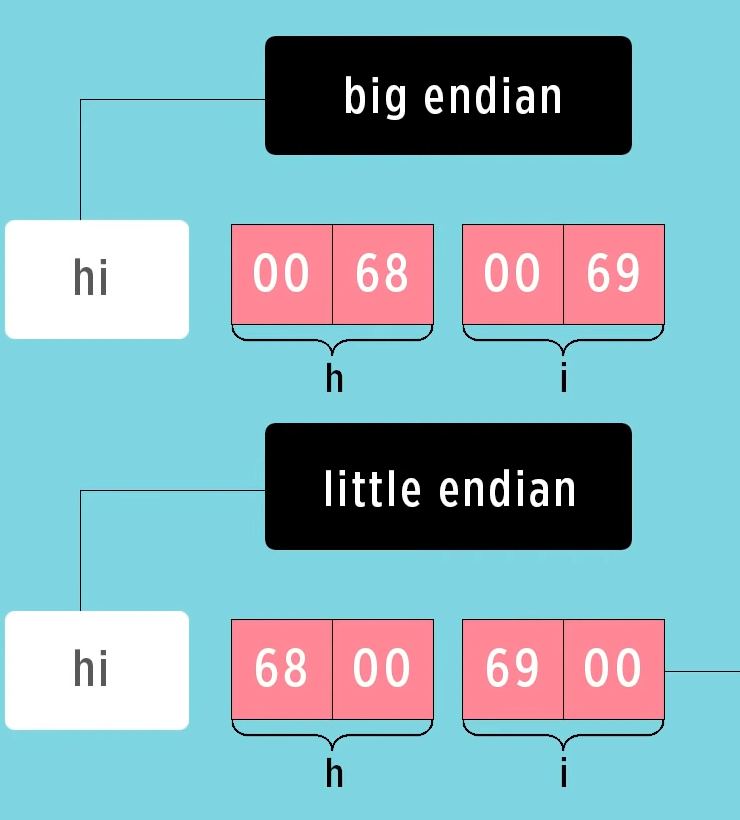 big endian
hi
00 68 00 69
h i
little endian
hi
68 00 69 00
h i